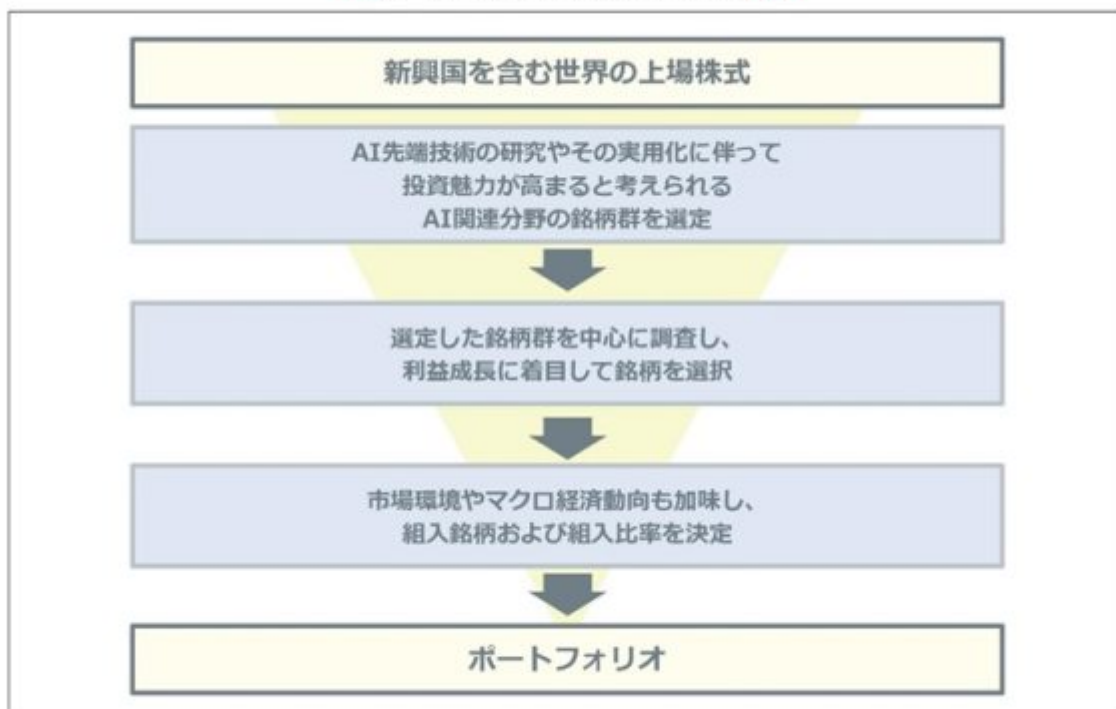 新興国を含む世界の上場株式
AI先端技術の研究やその実用化に伴って
投資魅力が高まると考えられる
AI関連分野の銘柄群を選定
選定した銘柄群を中心に調査し、
利益成長に着目して銘柄を選択
市場環境やマクロ経済動向も加味し、
組入銘柄および組入比率を決定
ポートフォリオ